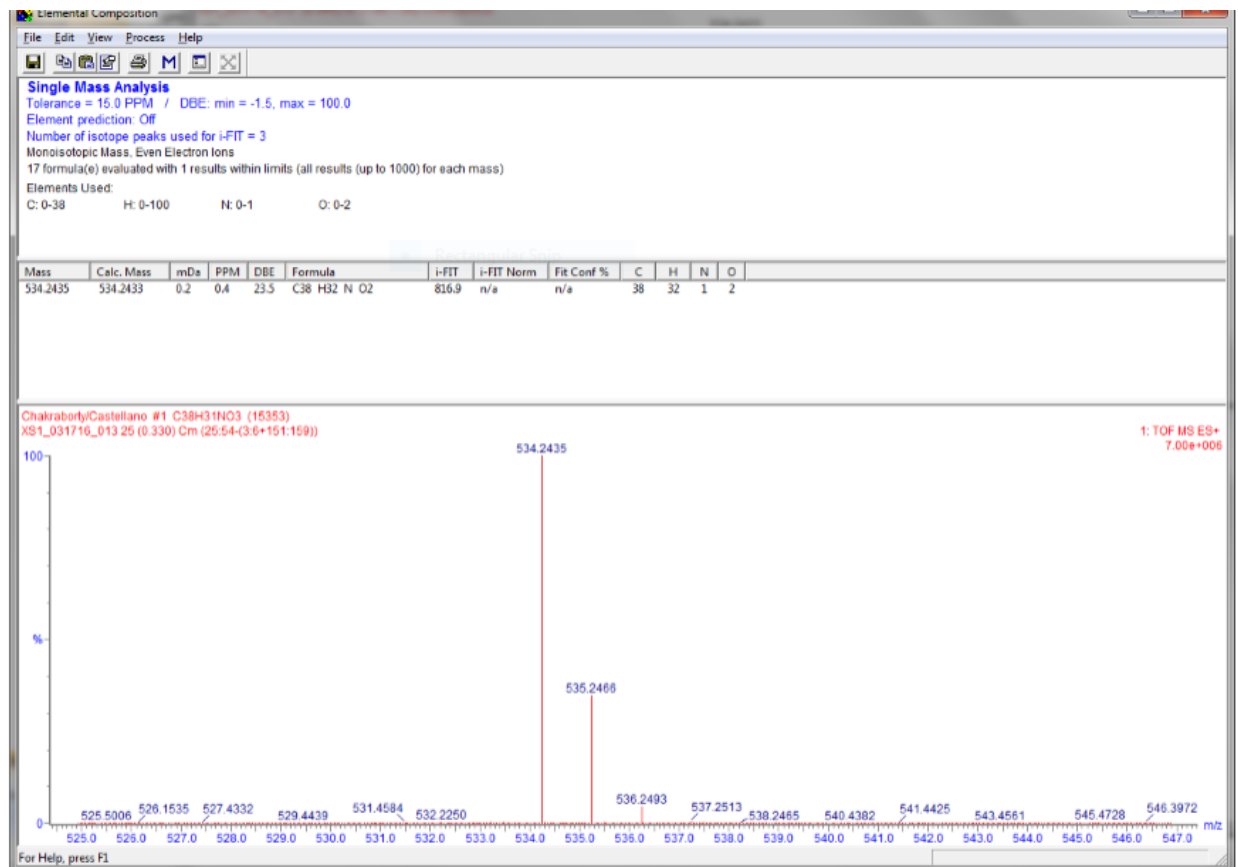 Elemental Composition
File Edit View Process Help
Single Mass Analysis
Tolerance = 15.0 PPM / DBE: min = -1.5, max = 100.0
Element prediction: Off
Number of isotope peaks used for i-FIT = 3
Monoisotopic Mass, Even Electron Ions
17 formula(e) evaluated with 1 results within limits (all results (up to 1000) for each mass)
Elements Used:
C: 0-38 H: 0-100 N: 0-1 O: 0-2
Mass Calc. Mass mDa PPM DBE Formula i-FIT i-FIT Norm Fit Conf % C H N O
534.2435 534.2433 0.2 0.4 23.5 C38 H32 N O2 816.9 n/a n/a 38 32 1 2
Chakraborty/Castellano #1 C38H31NO3 (15353)
XS1_031716_013 25 (0.330) Cm (25:54-(3:6+151:159))
1: TOF MS ES+
7.00e+006
100
%
0
534.2435
535.2466
536.2493
525.5006 526.1535 527.4332 529.4439 531.4584 532.2250 537.2513 538.2465 540.4382 541.4425 543.4561 545.4728 546.3972
525.0 526.0 527.0 528.0 529.0 530.0 531.0 532.0 533.0 534.0 535.0 536.0 537.0 538.0 539.0 540.0 541.0 542.0 543.0 544.0 545.0 546.0 547.0 m/z
For Help, press F1